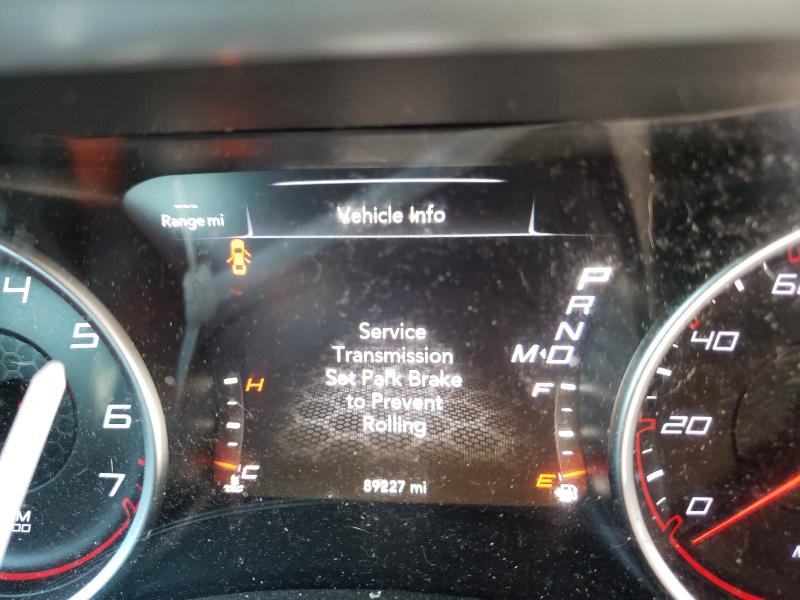 ---
Range mi
Vehicle Info
P
R
N
M◂D
Service
Transmission
Set Park Brake
to Prevent
Rolling
H
C
F
E
89227 mi
4
5
6
7
60
40
20
0